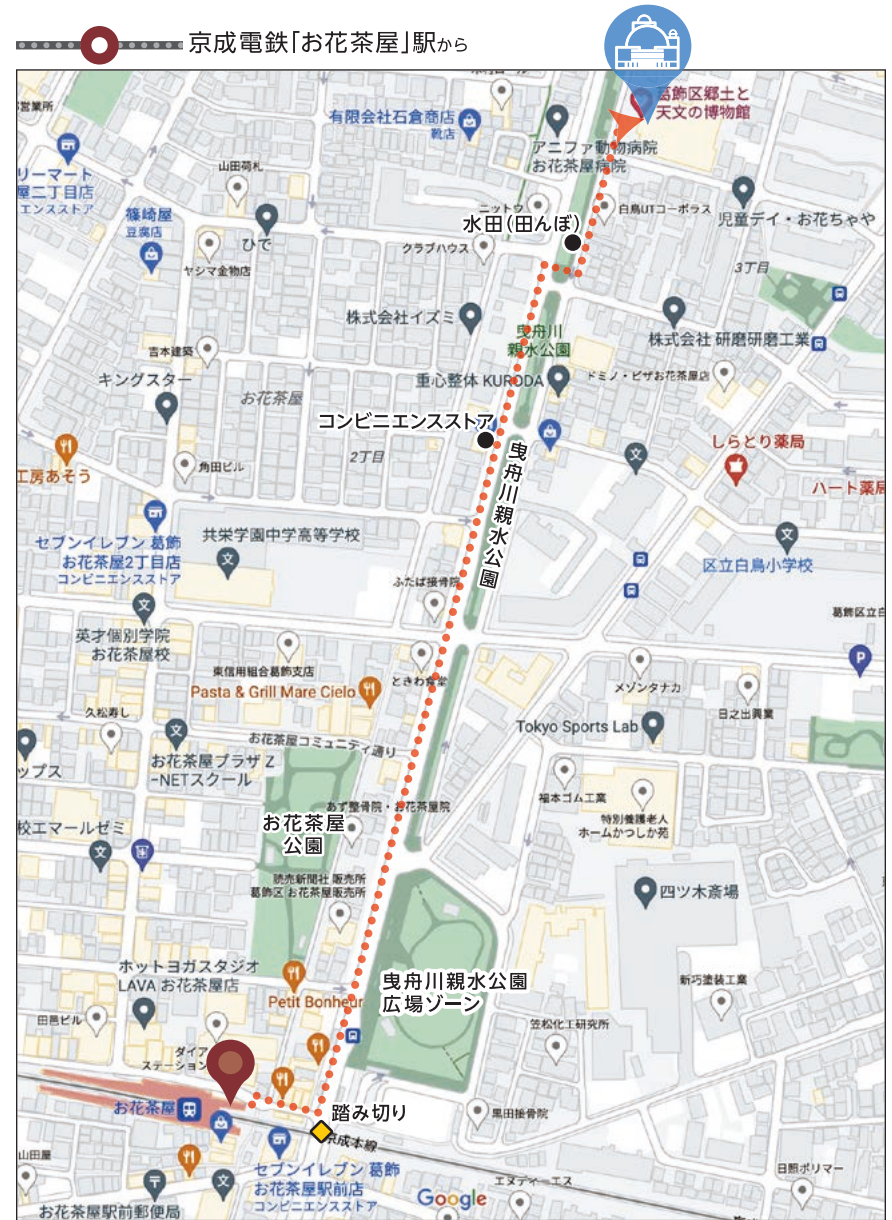 京成電鉄「お花茶屋」駅から
葛飾区郷土と
天文の博物館
営業所
有限会社石倉商店
靴店
アニファ動物病院
お花茶屋病院
リーマート
屋二丁目店
エンスストア
山田荷札
篠崎屋
豆腐店
ひで
ヤシマ金物店
ニットウ
水田(田んぼ)
クラブハウス
白鳥UTコーポラス
児童デイ・お花ちゃや
3丁目
株式会社イズミ
曳舟川
親水公園
株式会社 研磨研磨工業
吉本建築
キングスター
お花茶屋
重心整体 KURODA
ドミノ・ピザお花茶屋店
コンビニエンスストア
2丁目
工房あそう
角田ビル
曳舟川親水公園
しらとり薬局
ハート薬局
セブンイレブン 葛飾
お花茶屋2丁目店
コンビニエンスストア
共栄学園中学高等学校
区立白鳥小学校
ふたば接骨院
葛飾区立白
英才個別学院
お花茶屋校
東信用組合葛飾支店
Pasta & Grill Mare Cielo
ときわ食堂
メゾンタナカ
日之出興業
久松寿し
Tokyo Sports Lab
お花茶屋コミュニティ通り
ップス
お花茶屋プラザ Z
-NETスクール
福本ゴム工業
特別養護老人
ホームかつしか苑
あず整骨院・お花茶屋院
校エマールゼミ
お花茶屋
公園
読売新聞社 販売所
葛飾区 お花茶屋販売所
四ツ木斎場
ホットヨガスタジオ
LAVA お花茶屋店
Petit Bonheur
曳舟川親水公園
広場ゾーン
新巧塗装工業
田邑ビル
ダイア
ステーション
笠松化工研究所
お花茶屋
踏み切り
黒田接骨院
京成本線
山田屋
セブンイレブン 葛飾
お花茶屋駅前店
コンビニエンスストア
日照ポリマー
エヌティーエス
お花茶屋駅前郵便局
Google